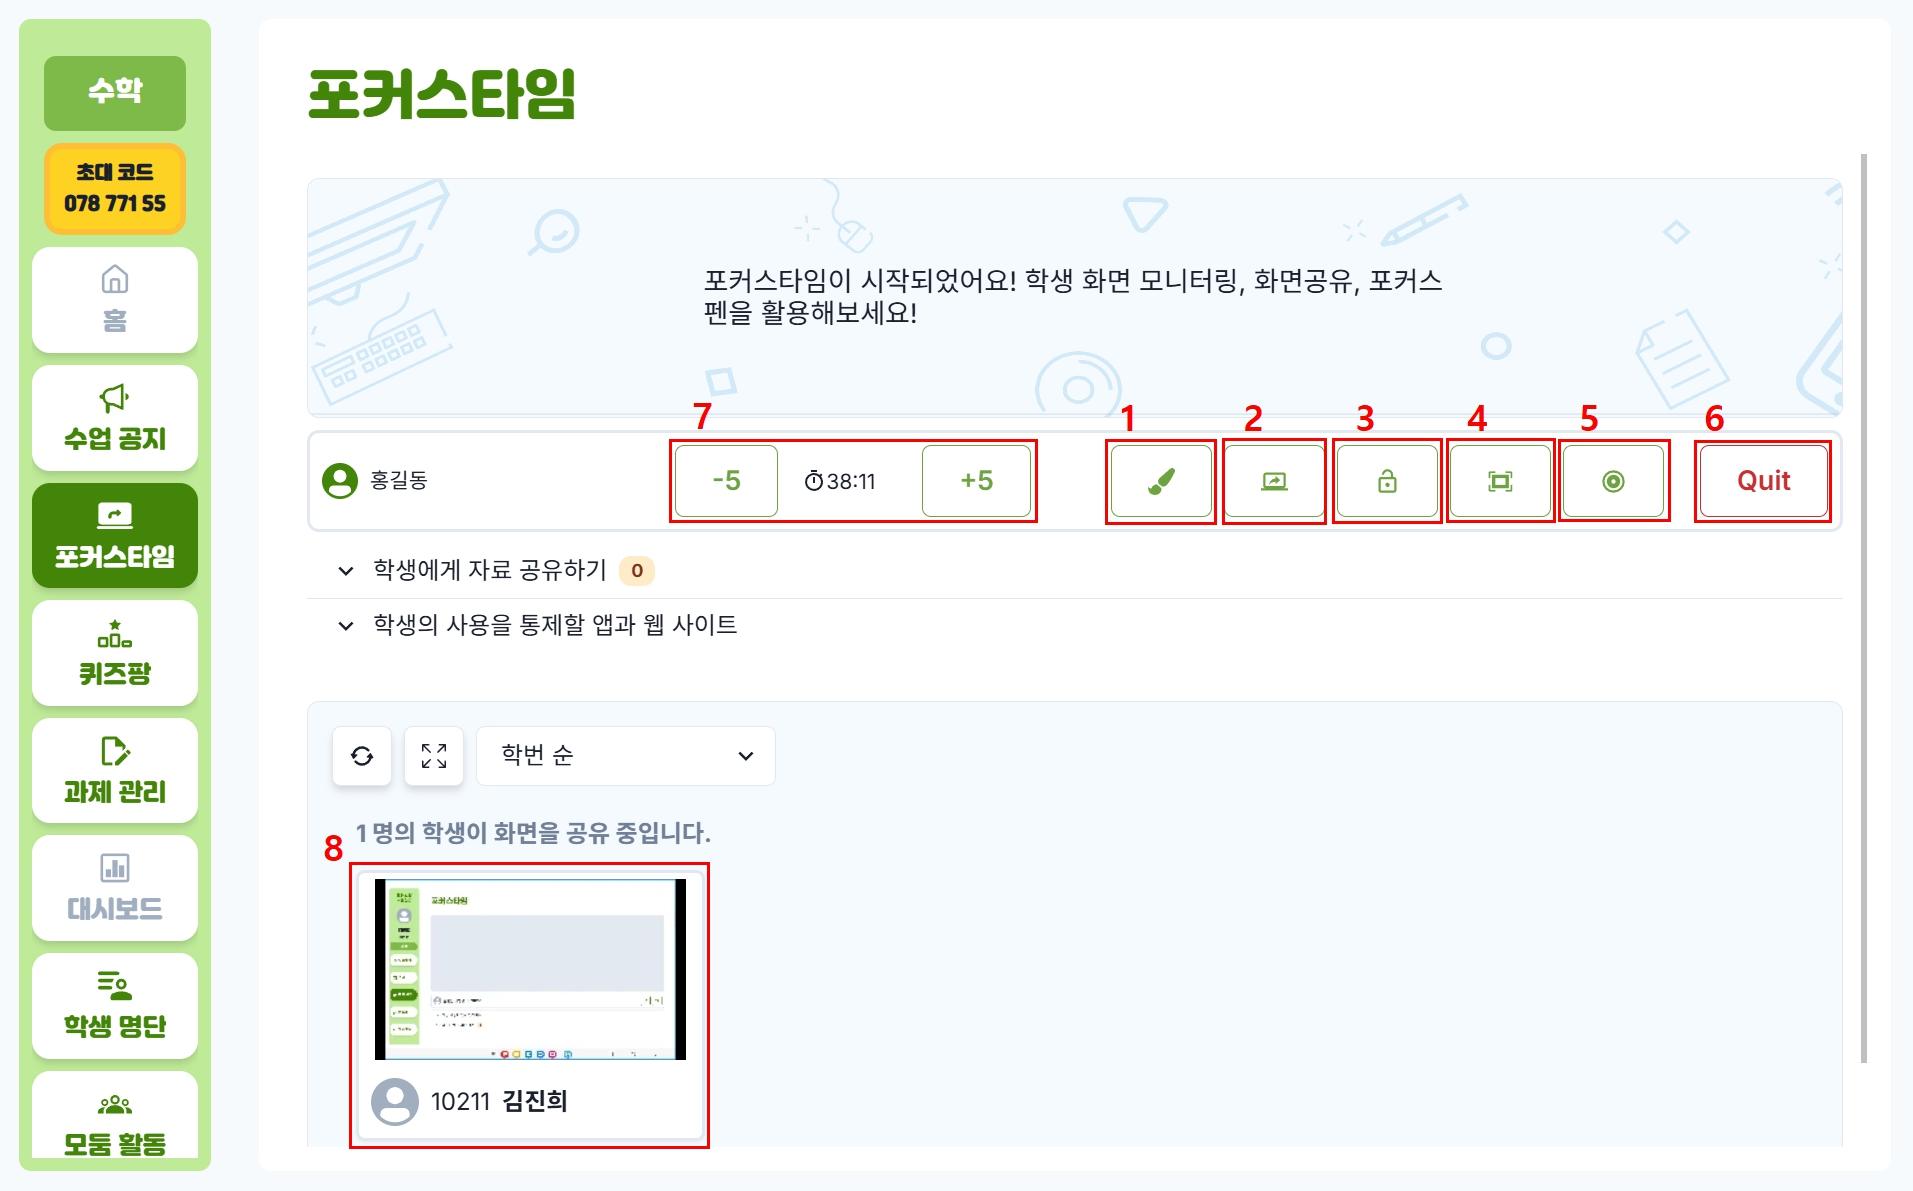 수학
초대 코드
078 771 55
홈
수업 공지
포커스타임
퀴즈팡
과제 관리
대시보드
학생 명단
모둠 활동
포커스타임
포커스타임이 시작되었어요! 학생 화면 모니터링, 화면공유, 포커스
펜을 활용해보세요!
7 1 2 3 4 5 6
홍길동 -5 38:11 +5 Quit
학생에게 자료 공유하기 0
학생의 사용을 통제할 앱과 웹 사이트
학번 순
1 명의 학생이 화면을 공유 중입니다.
8
포커스타임
10211 김진희